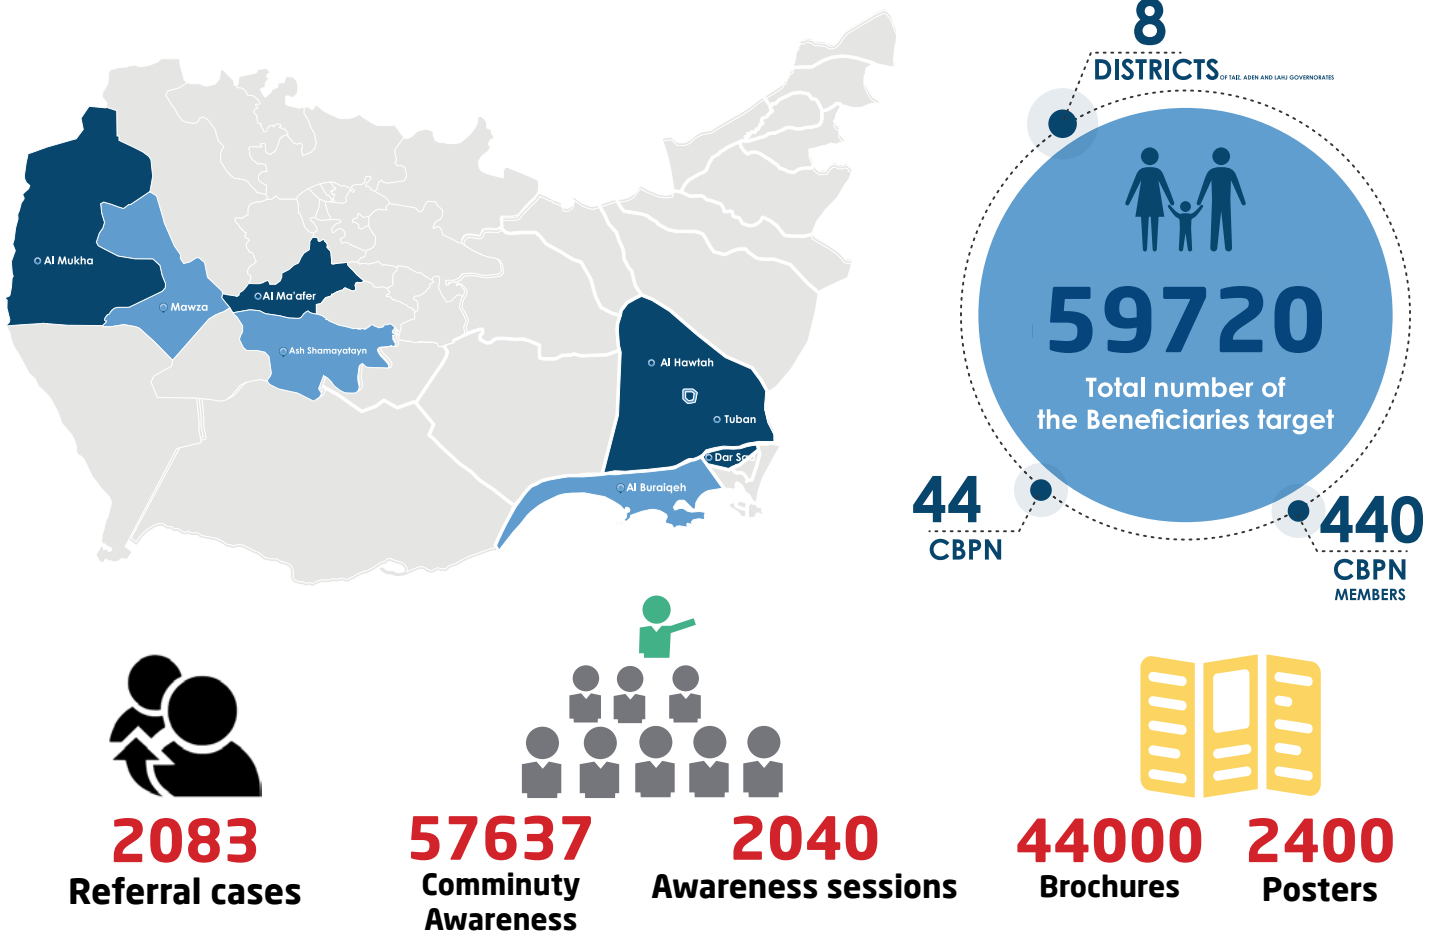 8
DISTRICTS OF TAIZ, ADEN AND LAHJ GOVERNORATES
Al Mukha
Mawza
Al Ma'afer
Ash Shamayatayn
Al Hawtah
Tuban
Dar Sad
Al Buraiqeh
59720
Total number of
the Beneficiaries target
44
CBPN
440
CBPN
MEMBERS
2083
Referral cases
57637
Comminuty
Awareness
2040
Awareness sessions
44000
Brochures
2400
Posters